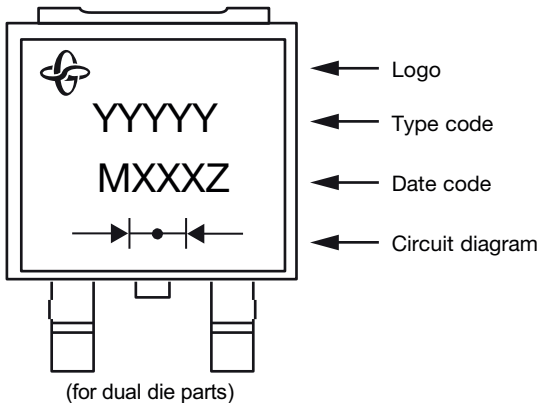 Logo
YYYYY
Type code
MXXXZ
Date code
Circuit diagram
(for dual die parts)